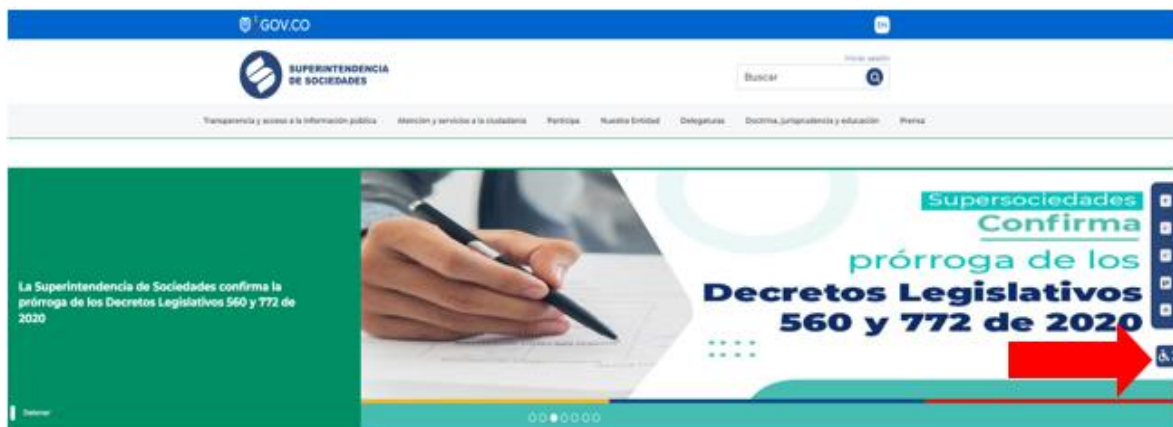 GOV.CO
EN
SUPERINTENDENCIA
DE SOCIEDADES
Iniciar sesión
Buscar
Transparencia y acceso a la información pública Atención y servicios a la ciudadanía Participa Nuestra Entidad Delegaturas Doctrina, jurisprudencia y educación Prensa
La Superintendencia de Sociedades confirma la
prórroga de los Decretos Legislativos 560 y 772 de
2020
Supersociedades
Confirma
prórroga de los
Decretos Legislativos
560 y 772 de 2020
Detener